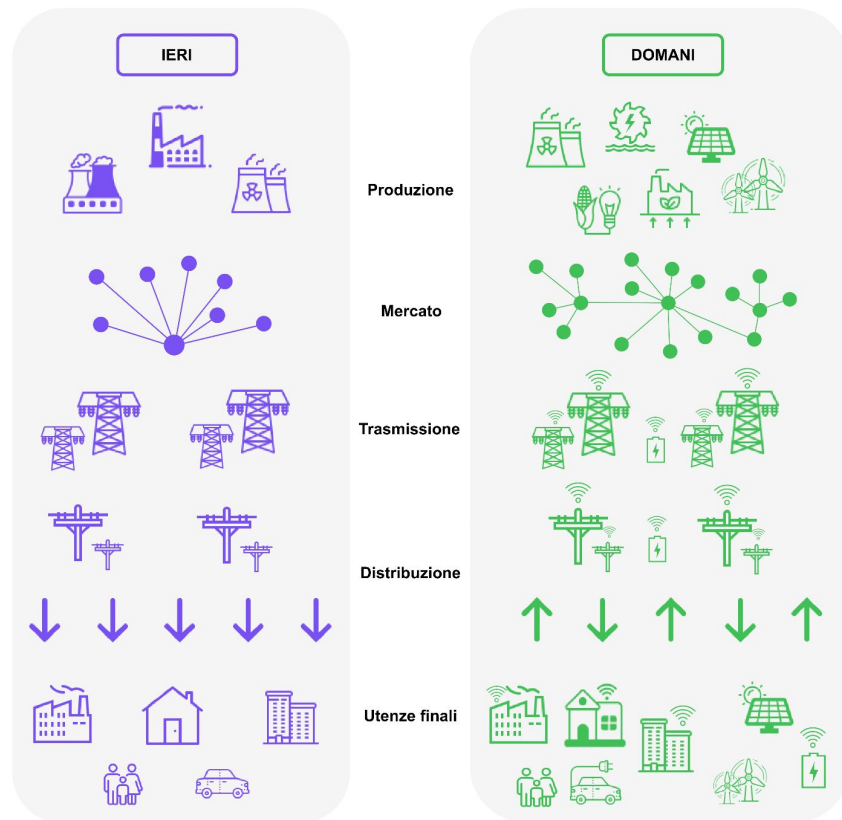 IERI
DOMANI
Produzione
Mercato
Trasmissione
Distribuzione
Utenze finali